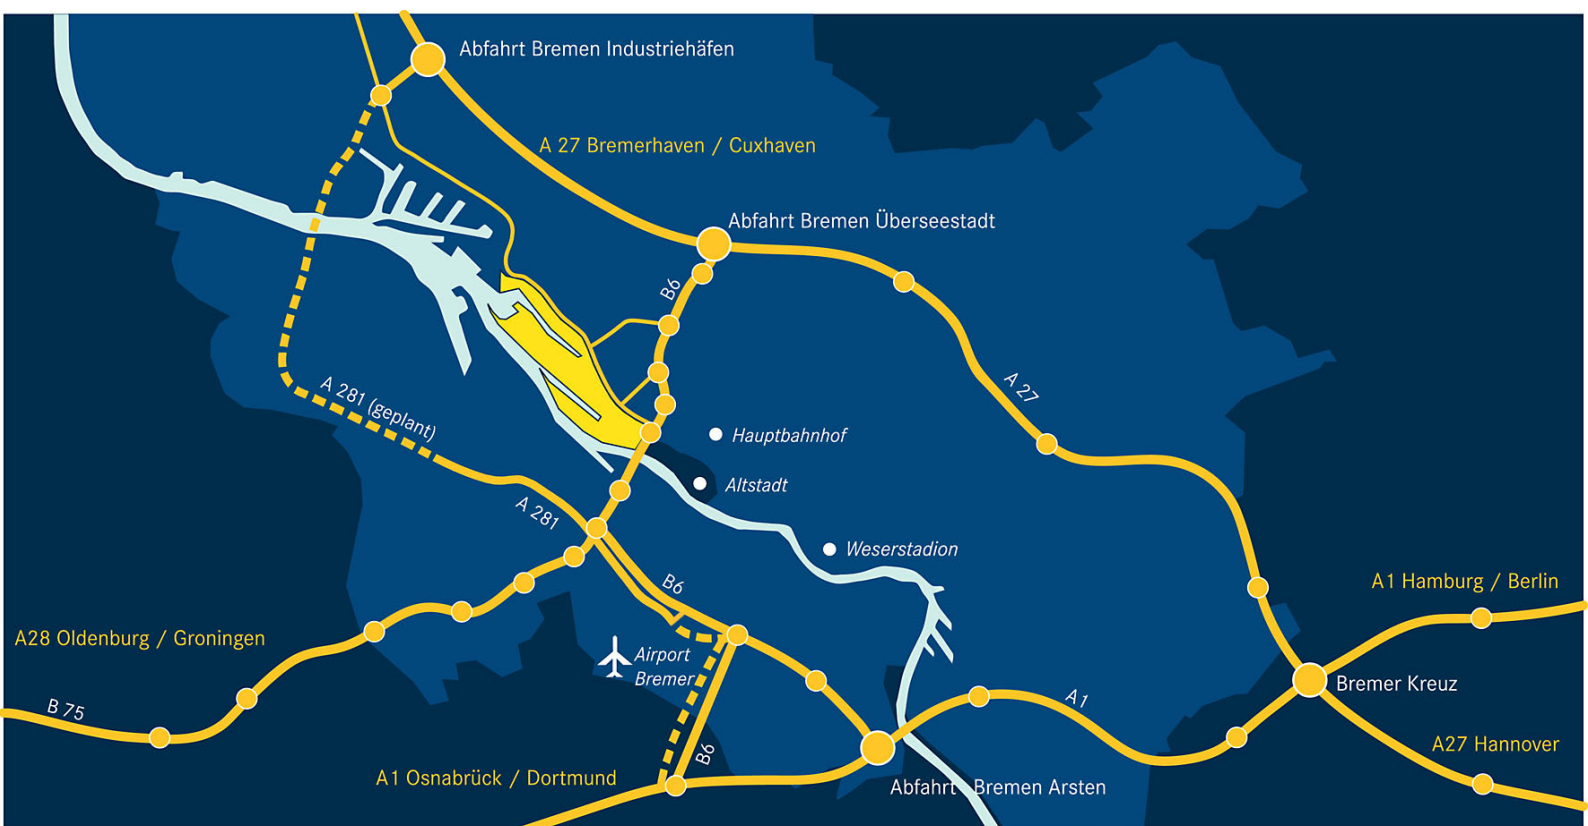 Abfahrt Bremen Industriehäfen
A 27 Bremerhaven / Cuxhaven
Abfahrt Bremen Überseestadt
B6
A 281 (geplant)
A 27
Hauptbahnhof
Altstadt
A 281
Weserstadion
B6
A1 Hamburg / Berlin
A28 Oldenburg / Groningen
Airport
Bremer
Bremer Kreuz
A1
B 75
A27 Hannover
B6
A1 Osnabrück / Dortmund
Abfahrt Bremen Arsten